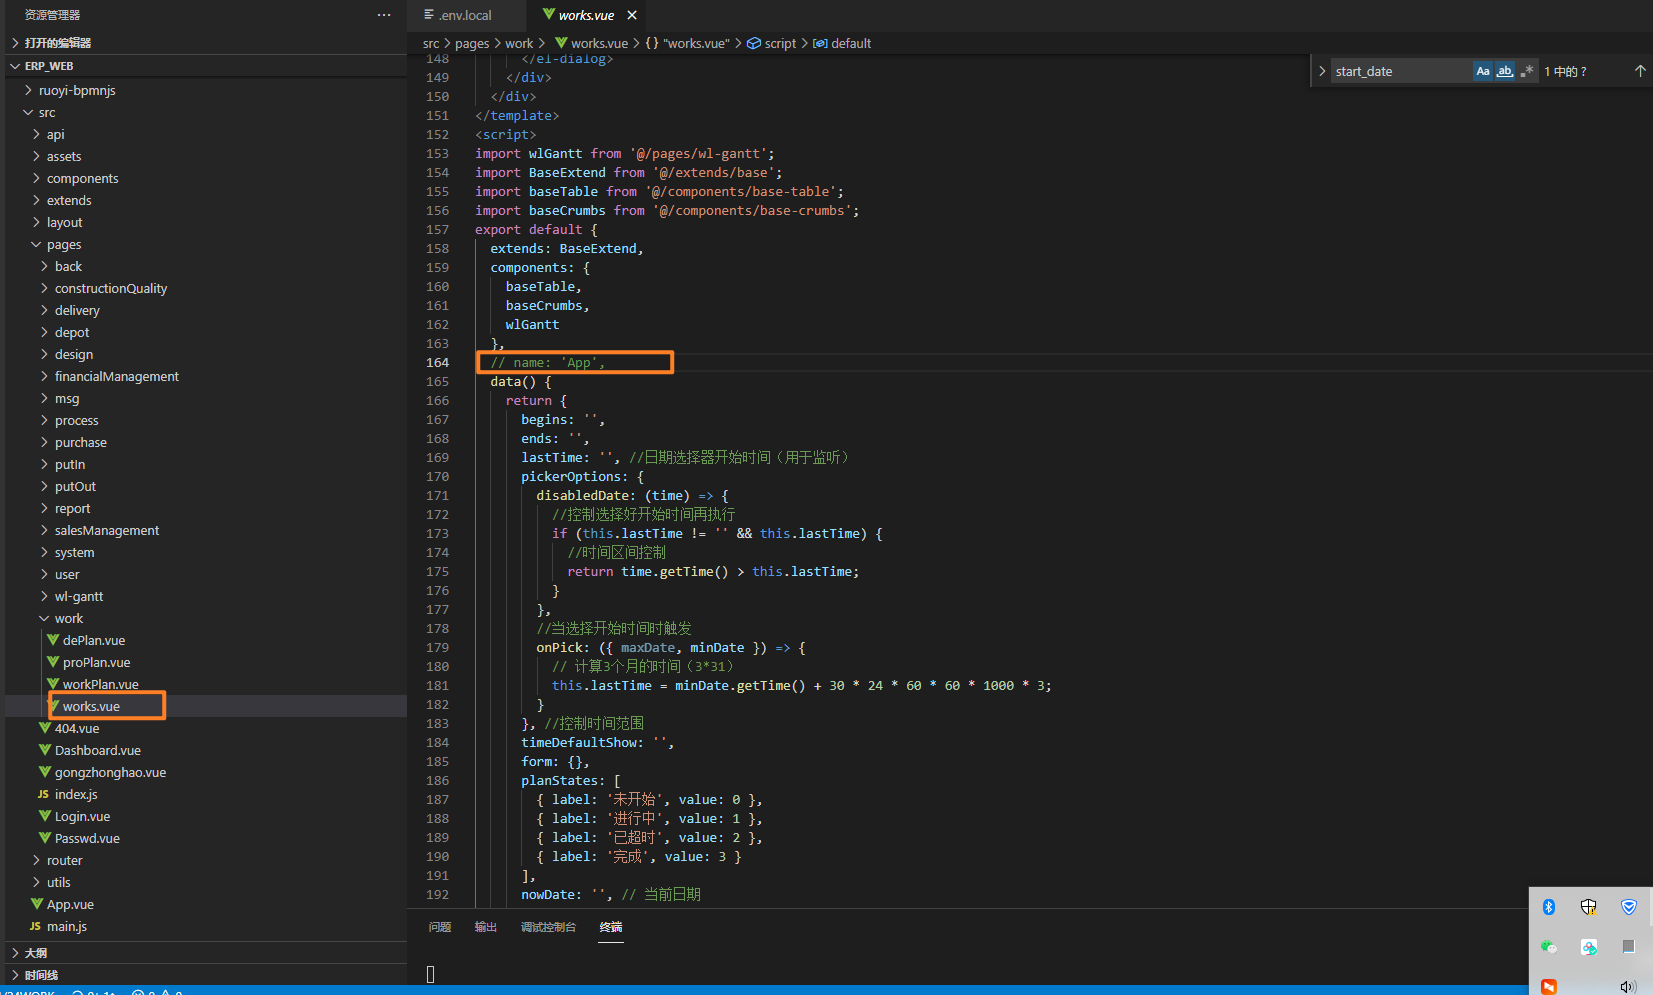 资源管理器
···
打开的编辑器
ERP_WEB
ruoyi-bpmnjs
src
api
assets
components
extends
layout
pages
back
constructionQuality
delivery
depot
design
financialManagement
msg
process
purchase
putIn
putOut
report
salesManagement
system
user
wl-gantt
work
dePlan.vue
proPlan.vue
workPlan.vue
works.vue
404.vue
Dashboard.vue
gongzhonghao.vue
JS index.js
Login.vue
Passwd.vue
router
utils
App.vue
JS main.js
大纲
时间线
.env.local
works.vue
src > pages > work > works.vue > {} "works.vue" > script > default
start_date
Aa ab 1 中的 ?
148 </el-dialog>
149 </div>
150 </div>
151 </template>
152 <script>
153 import wlGantt from '@/pages/wl-gantt';
154 import BaseExtend from '@/extends/base';
155 import baseTable from '@/components/base-table';
156 import baseCrumbs from '@/components/base-crumbs';
157 export default {
158 extends: BaseExtend,
159 components: {
160 baseTable,
161 baseCrumbs,
162 wlGantt
163 },
164 // name: 'App',
165 data() {
166 return {
167 begins: '',
168 ends: '',
169 lastTime: '', //日期选择器开始时间（用于监听）
170 pickerOptions: {
171 disabledDate: (time) => {
172 //控制选择好开始时间再执行
173 if (this.lastTime != '' && this.lastTime) {
174 //时间区间控制
175 return time.getTime() > this.lastTime;
176 }
177 },
178 //当选择开始时间时触发
179 onPick: ({ maxDate, minDate }) => {
180 // 计算3个月的时间（3*31）
181 this.lastTime = minDate.getTime() + 30 * 24 * 60 * 60 * 1000 * 3;
182 }
183 }, //控制时间范围
184 timeDefaultShow: '',
185 form: {},
186 planStates: [
187 { label: '未开始', value: 0 },
188 { label: '进行中', value: 1 },
189 { label: '已超时', value: 2 },
190 { label: '完成', value: 3 }
191 ],
192 nowDate: '', // 当前日期
问题 输出 调试控制台 终端